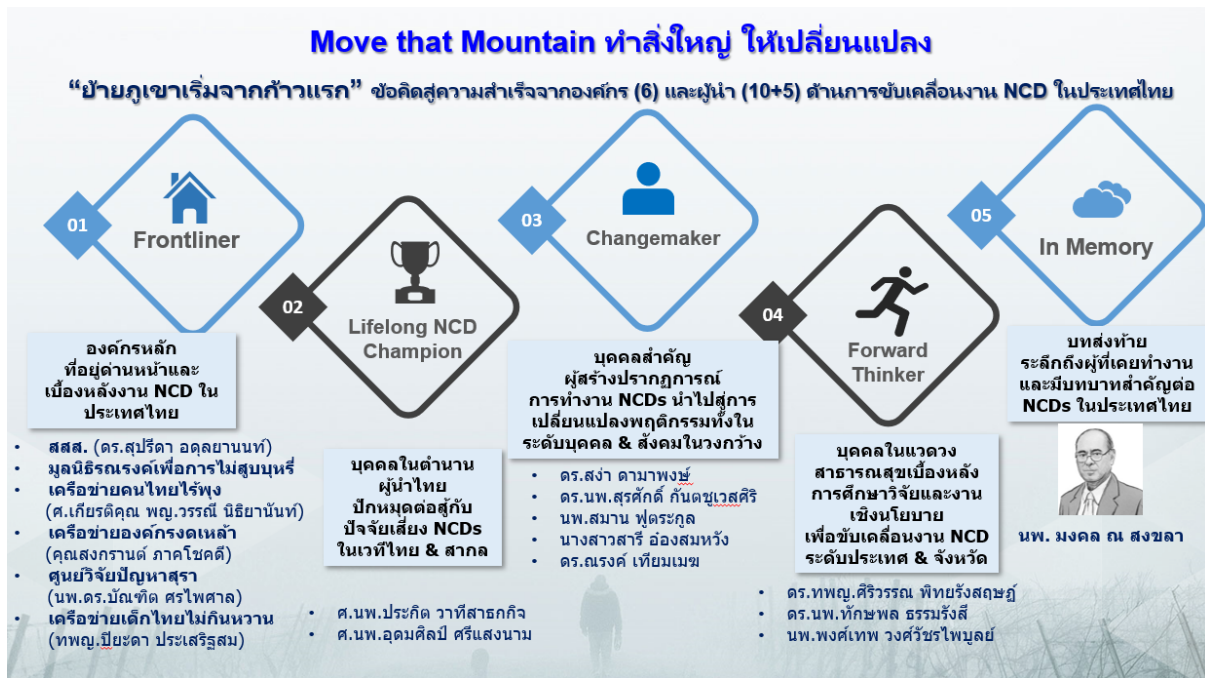 Move that Mountain ทำสิ่งใหญ่ ให้เปลี่ยนแปลง
“ย้ายภูเขาเริ่มจากก้าวแรก” ข้อคิดสู่ความสำเร็จจากองค์กร (6) และผู้นำ (10+5) ด้านการขับเคลื่อนงาน NCD ในประเทศไทย
01
Frontliner
องค์กรหลัก
ที่อยู่ด่านหน้าและ
เบื้องหลังงาน NCD ใน
ประเทศไทย
• สสส. (ดร.สุปรีดา อดุลยานนท์)
• มูลนิธิรณรงค์เพื่อการไม่สูบบุหรี่
• เครือข่ายคนไทยไร้พุง
(ศ.เกียรติคุณ พญ.วรรณี นิธิยานันท์)
• เครือข่ายองค์กรงดเหล้า
(คุณสงกรานต์ ภาคโชคดี)
• ศูนย์วิจัยปัญหาสุรา
(นพ.ดร.บัณฑิต ศรไพศาล)
• เครือข่ายเด็กไทยไม่กินหวาน
(ทพญ.ปิยะดา ประเสริฐสม)
02
Lifelong NCD
Champion
บุคคลในตำนาน
ผู้นำไทย
ปักหมุดต่อสู้กับ
ปัจจัยเสี่ยง NCDs
ในเวทีไทย & สากล
• ศ.นพ.ประกิต วาทีสาธกกิจ
• ศ.นพ.อุดมศิลป์ ศรีแสงนาม
03
Changemaker
บุคคลสำคัญ
ผู้สร้างปรากฏการณ์
การทำงาน NCDs นำไปสู่การ
เปลี่ยนแปลงพฤติกรรมทั้งใน
ระดับบุคคล & สังคมในวงกว้าง
• ดร.สง่า ดามาพงษ์
• ดร.นพ.สุรศักดิ์ กันตชูเวสศิริ
• นพ.สมาน ฟูตระกูล
• นางสาวสารี อ๋องสมหวัง
• ดร.ณรงค์ เทียมเมฆ
04
Forward
Thinker
บุคคลในแวดวง
สาธารณสุขเบื้องหลัง
การศึกษาวิจัยและงาน
เชิงนโยบาย
เพื่อขับเคลื่อนงาน NCD
ระดับประเทศ & จังหวัด
• ดร.ทพญ.ศิริวรรณ พิทยรังสฤษฏ์
• ดร.นพ.ทักษพล ธรรมรังสี
• นพ.พงศ์เทพ วงศ์วัชรไพบูลย์
05
In Memory
บทส่งท้าย
ระลึกถึงผู้ที่เคยทำงาน
และมีบทบาทสำคัญต่อ
NCDs ในประเทศไทย
นพ. มงคล ณ สงขลา